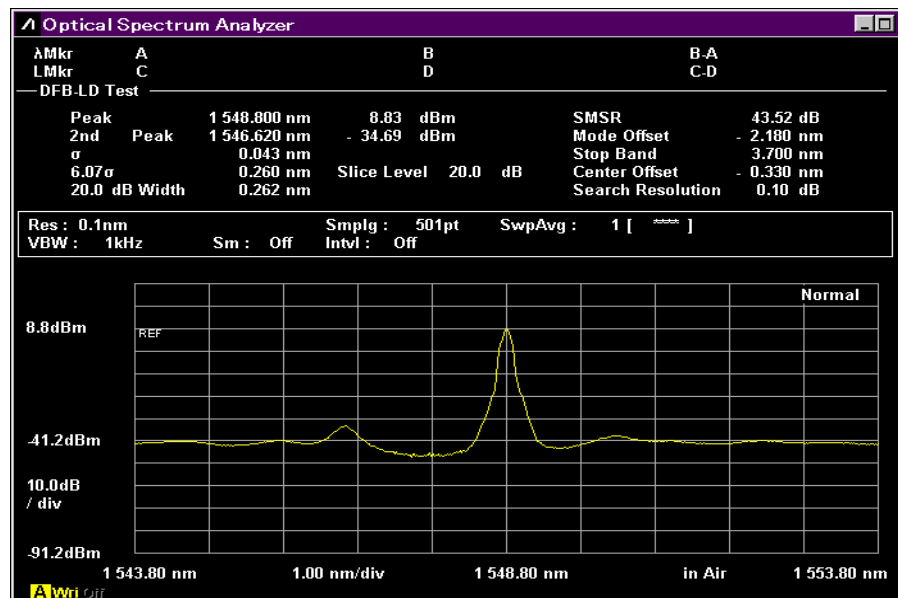 Optical Spectrum Analyzer
λMkr A B B-A
LMkr C D C-D
DFB-LD Test
Peak 1 548.800 nm 8.83 dBm SMSR 43.52 dB
2nd Peak 1 546.620 nm - 34.69 dBm Mode Offset - 2.180 nm
σ 0.043 nm Stop Band 3.700 nm
6.07σ 0.260 nm Slice Level 20.0 dB Center Offset - 0.330 nm
20.0 dB Width 0.262 nm Search Resolution 0.10 dB
Res : 0.1nm Smplg : 501pt SwpAvg : 1 [ **** ]
VBW : 1kHz Sm : Off Intvl : Off
Normal
8.8dBm
REF
-41.2dBm
10.0dB
/ div
-91.2dBm
1 543.80 nm 1.00 nm/div 1 548.80 nm in Air 1 553.80 nm
A Wri Off